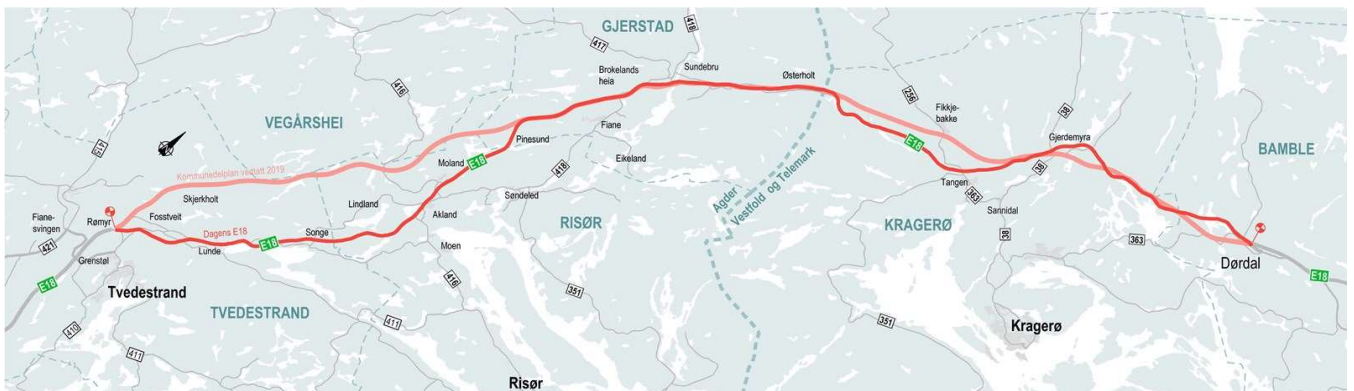 GJERSTAD
418
417
Brokelands
heia
Sundebru
Østerholt
416
VEGÅRSHEI
415
256
38
Fikkje-
bakke
Fiane
Pinesund
E18
Gjerdemyra
BAMBLE
Moland
E18
418
Eikeland
38
Kommunedelplan vedtatt 2019
Skjerkholt
Tangen
363
Agder
Vestfold og Telemark
Søndeled
Lindland
Akland
RISØR
KRAGERØ
Sannidal
Fiane-
svingen
Rømyr
Fosstveit
Dagens E18
E18
Songe
Lunde
Moen
421
38
363
Grenstøl
Dørdal
E18
E18
416
Tvedestrand
351
TVEDESTRAND
411
351
Kragerø
410
411
Risør